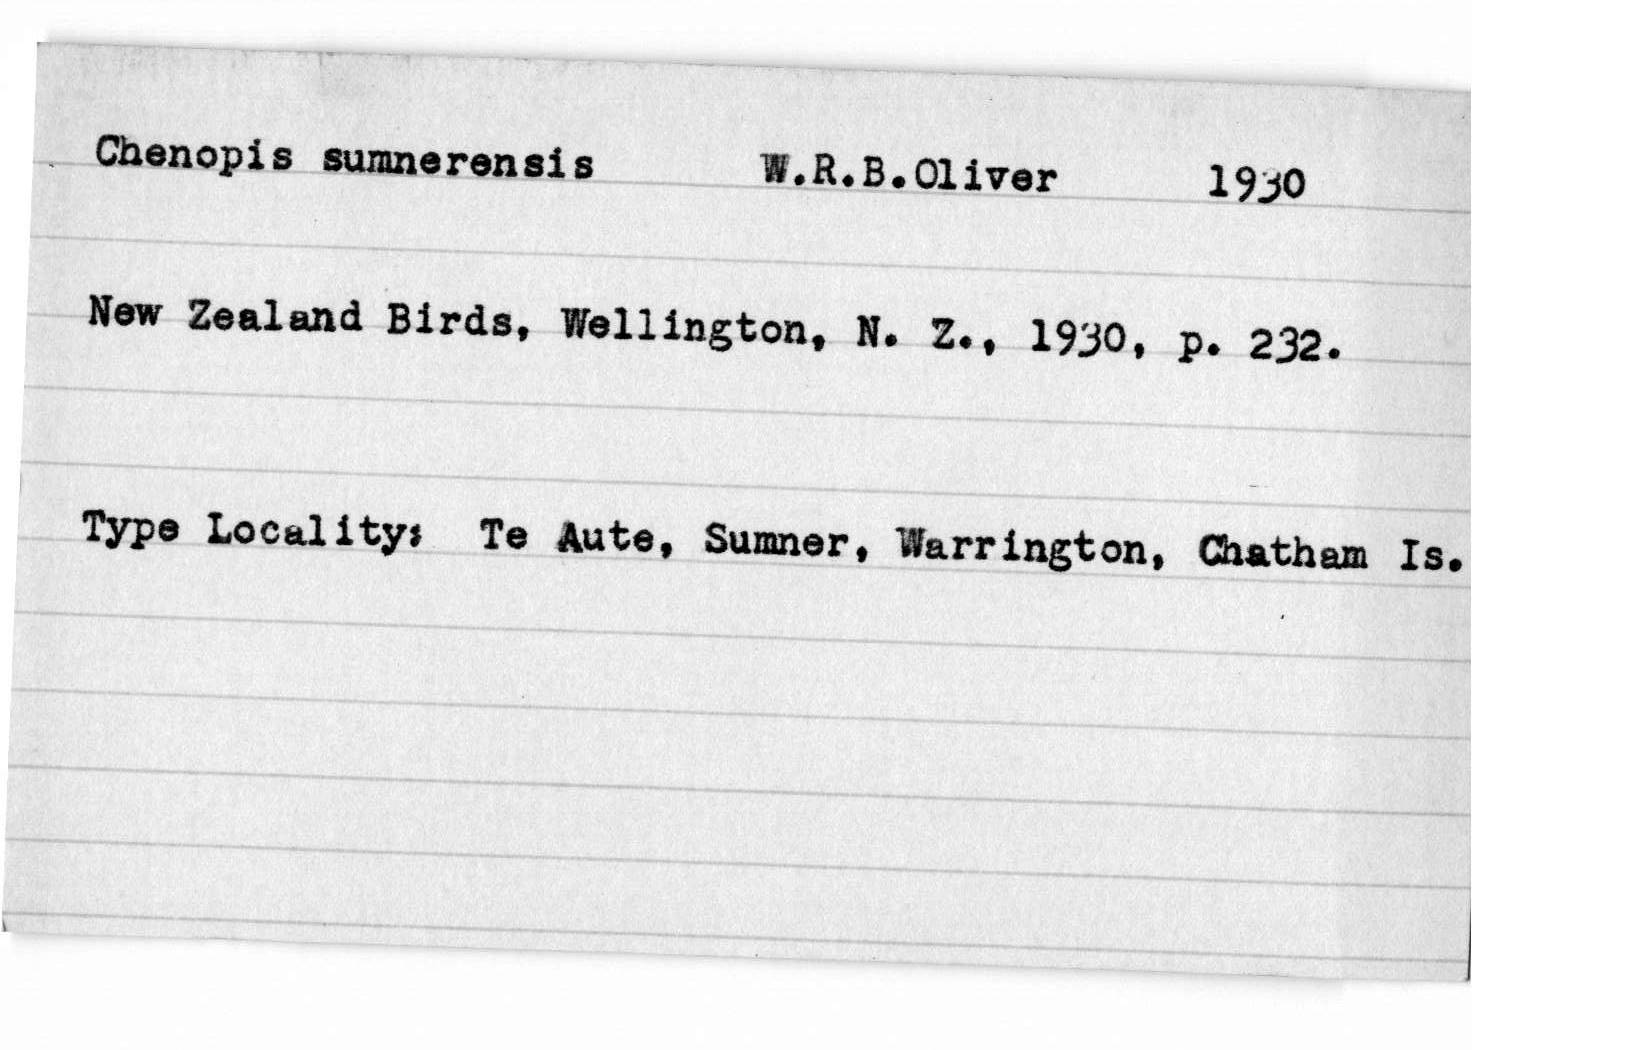 Chenopis sumnerensis W.R.B.Oliver 1930
New Zealand Birds, Wellington, N. Z., 1930, p. 232.
Type Locality: Te Aute, Sumner, Warrington, Chatham Is.